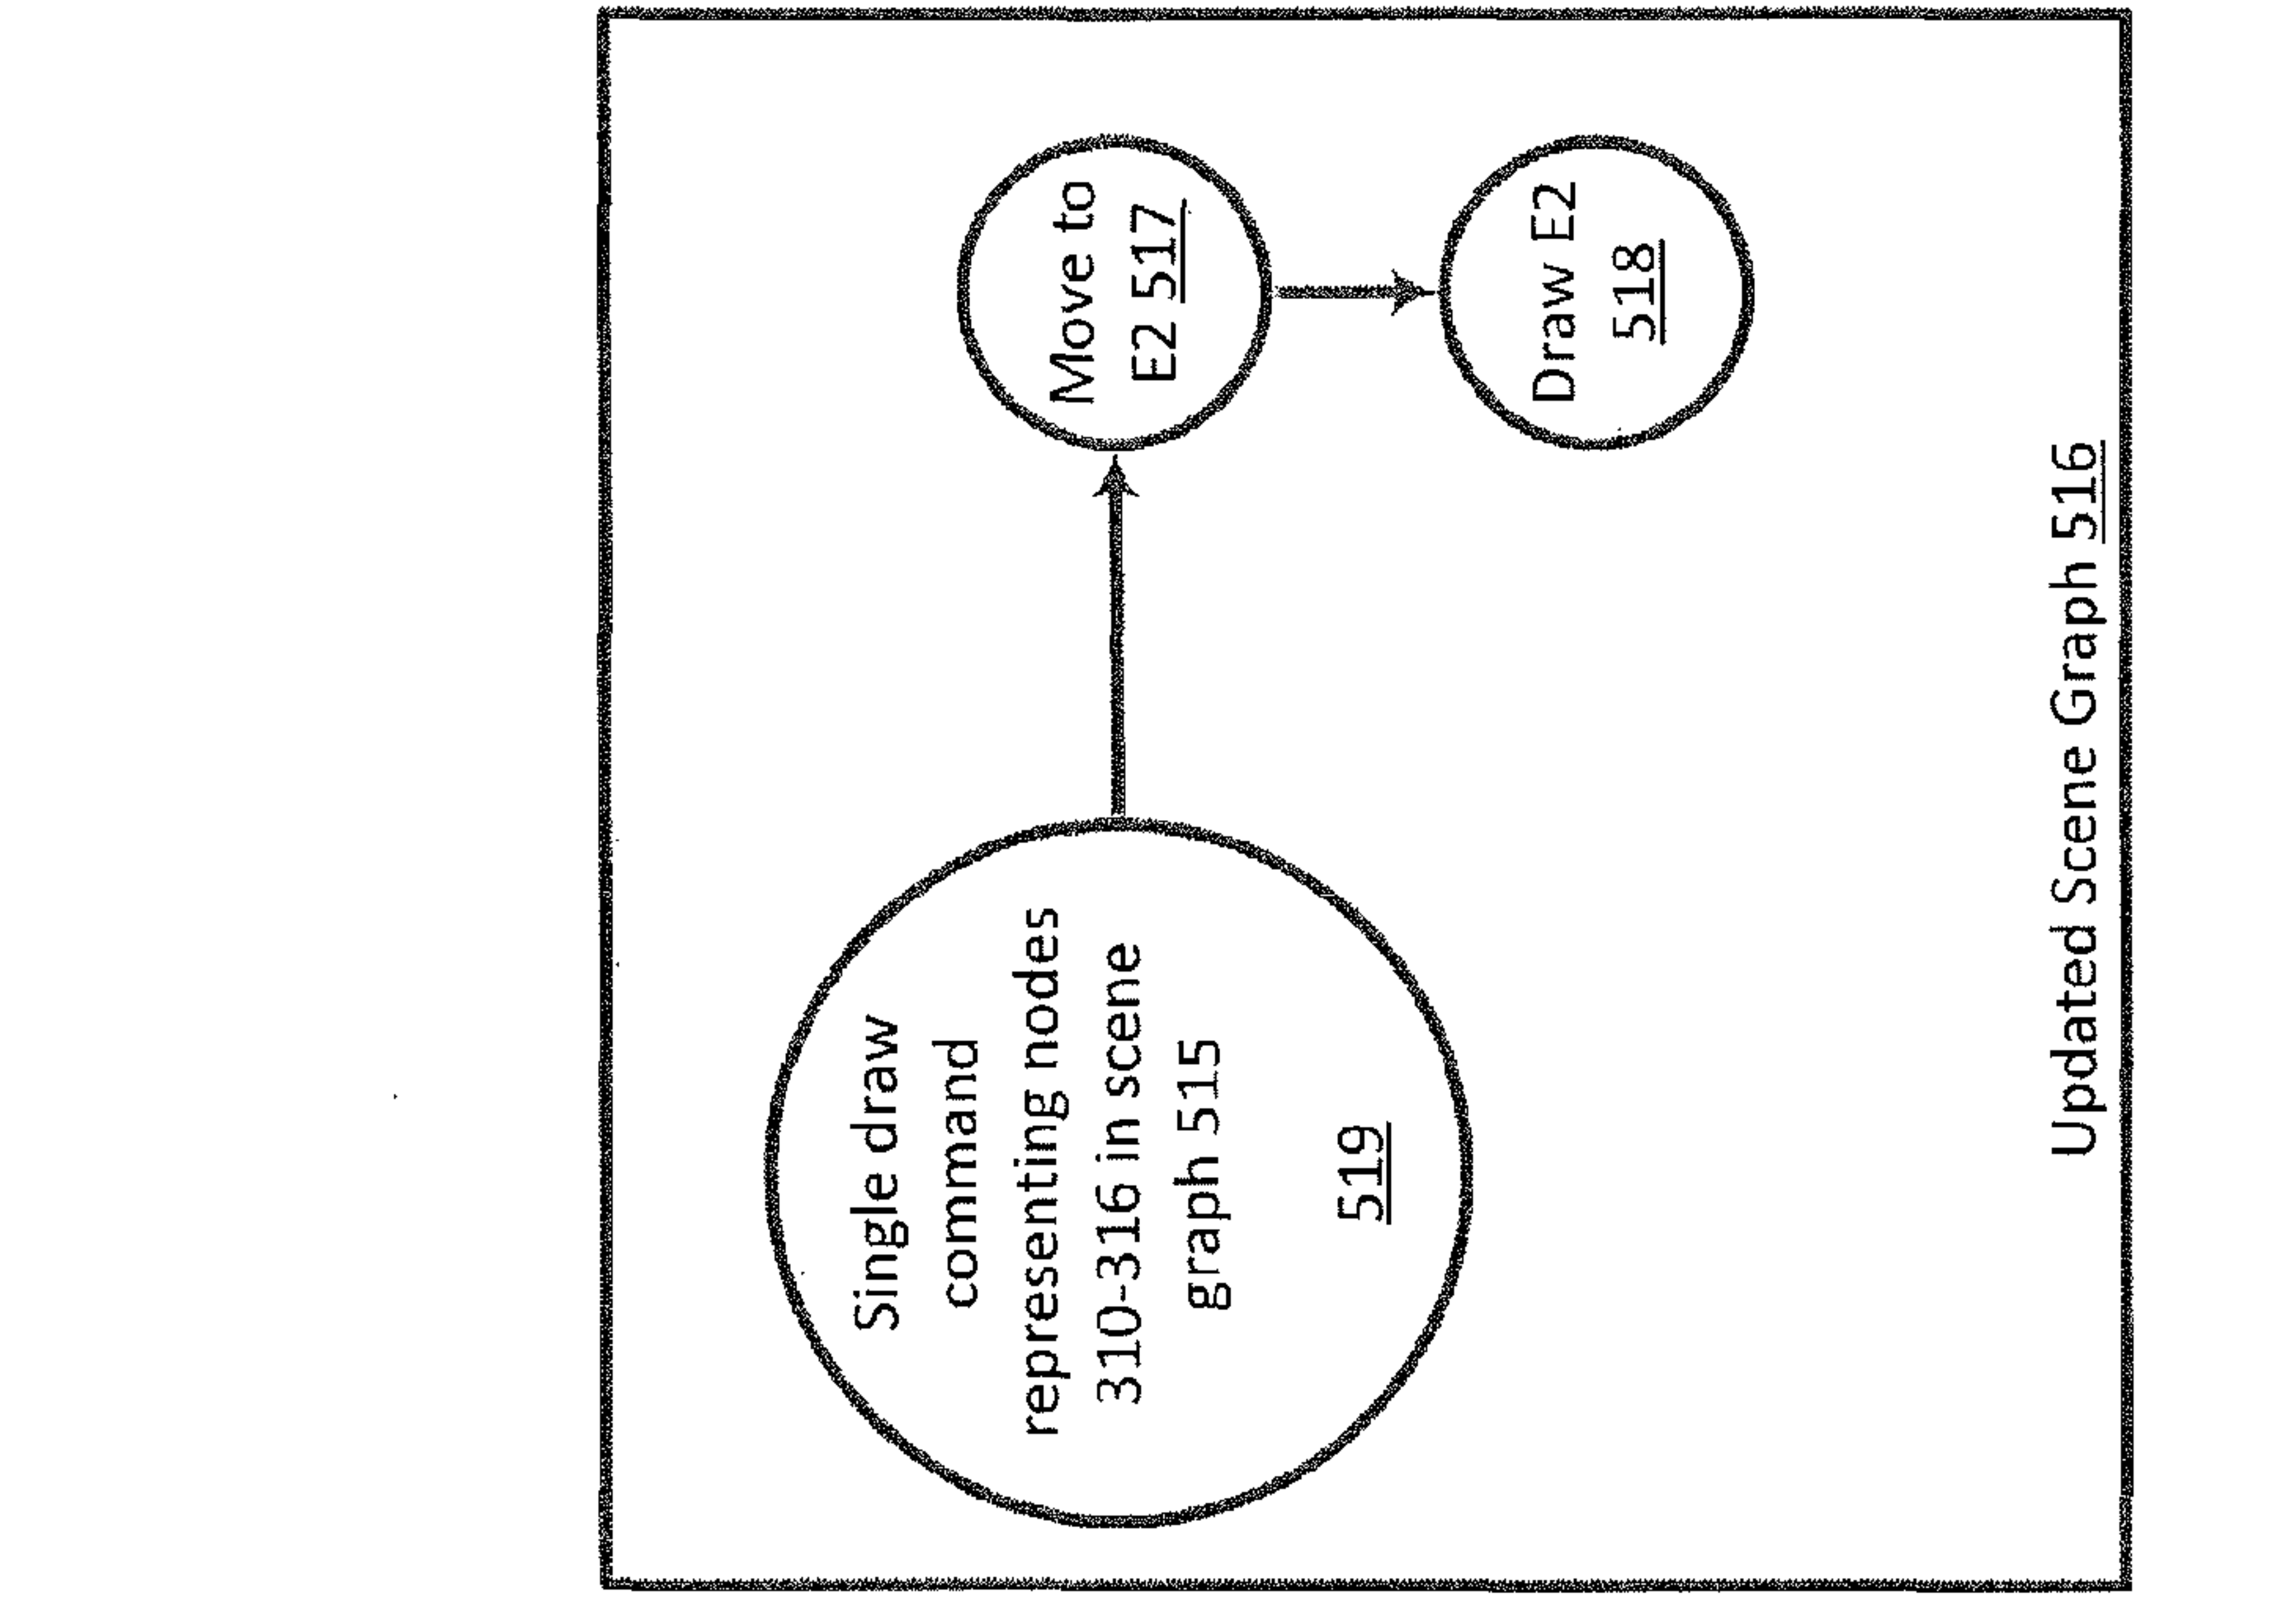 Single draw
command
representing nodes
310-316 in scene
graph 515
519
Move to
E2 517
Draw E2
518
Updated Scene Graph 516